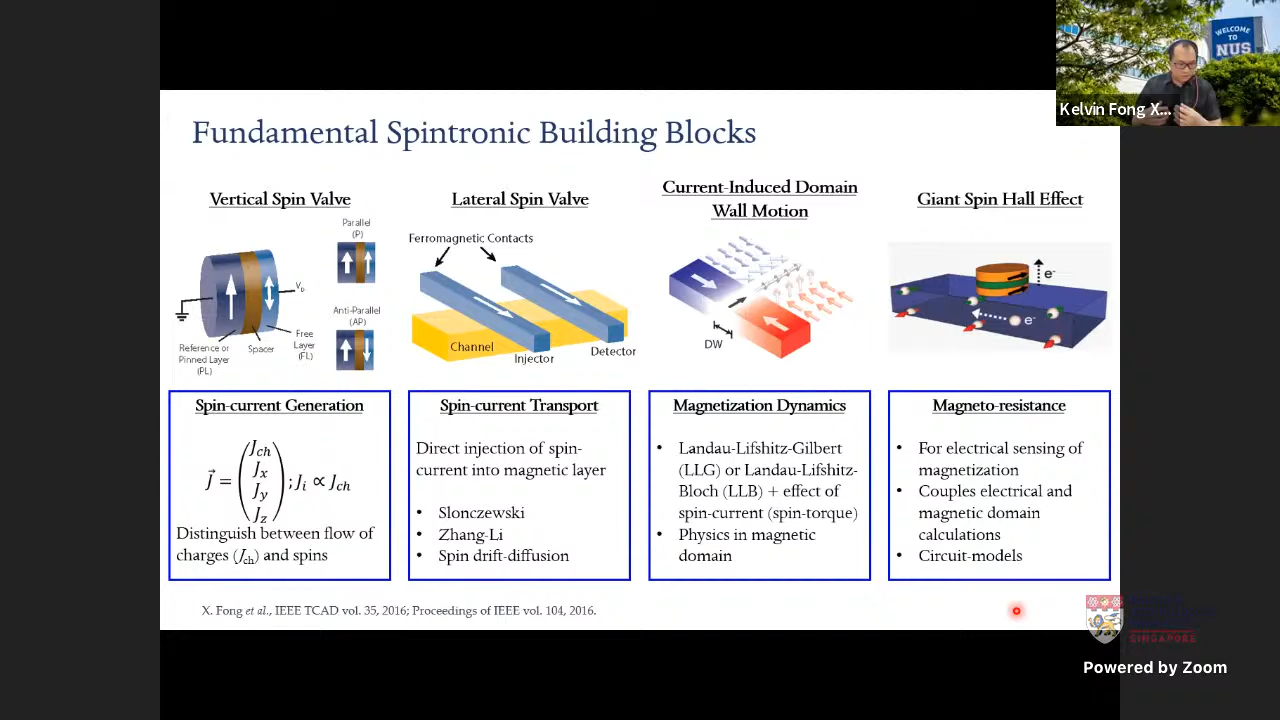 WELCOME
TO
NUS
Kelvin Fong X...
Fundamental Spintronic Building Blocks
Vertical Spin Valve
Parallel
(P)
Anti-Parallel
(AP)
V
Reference or
Pinned Layer
(PL)
Spacer
Free
Layer
(FL)
Lateral Spin Valve
Ferromagnetic Contacts
Channel
Injector
Detector
Current-Induced Domain
Wall Motion
DW
Giant Spin Hall Effect
e⁻
e⁻
Spin-current Generation
J⃗ = (J_ch J_x J_y J_z) ; J_i ∝ J_ch
Distinguish between flow of
charges (J_ch) and spins
Spin-current Transport
Direct injection of spin-
current into magnetic layer
• Slonczewski
• Zhang-Li
• Spin drift-diffusion
Magnetization Dynamics
• Landau-Lifshitz-Gilbert
(LLG) or Landau-Lifshitz-
Bloch (LLB) + effect of
spin-current (spin-torque)
• Physics in magnetic
domain
Magneto-resistance
• For electrical sensing of
magnetization
• Couples electrical and
magnetic domain
calculations
• Circuit-models
X. Fong et al., IEEE TCAD vol. 35, 2016; Proceedings of IEEE vol. 104, 2016.
SINGAPORE
Powered by Zoom